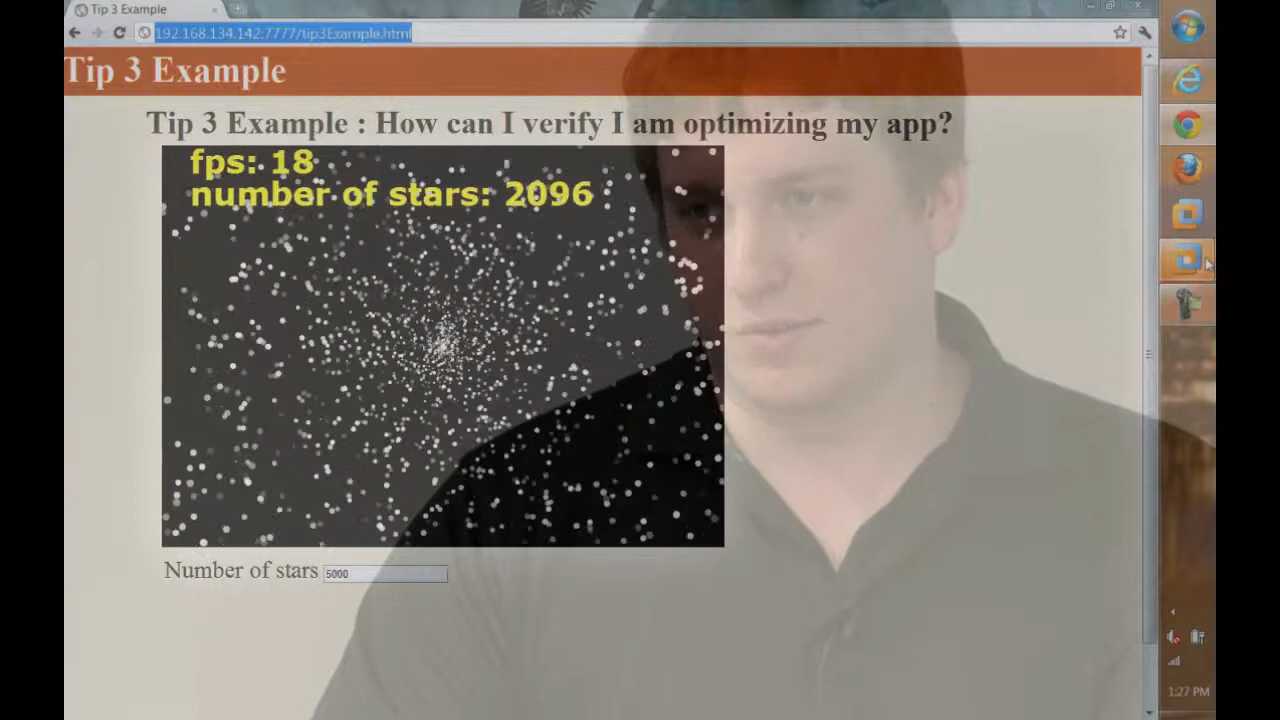 Tip 3 Example
192.168.134.142:7777/tip3Example.html
Tip 3 Example
Tip 3 Example : How can I verify I am optimizing my app?
fps: 18
number of stars: 2096
Number of stars 5000
1:27 PM